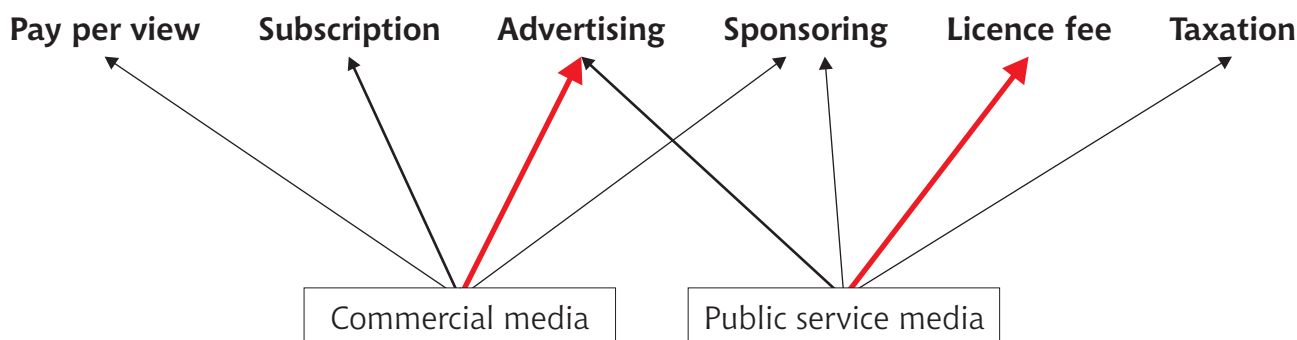 Pay per view Subscription Advertising Sponsoring Licence fee Taxation
Commercial media Public service media